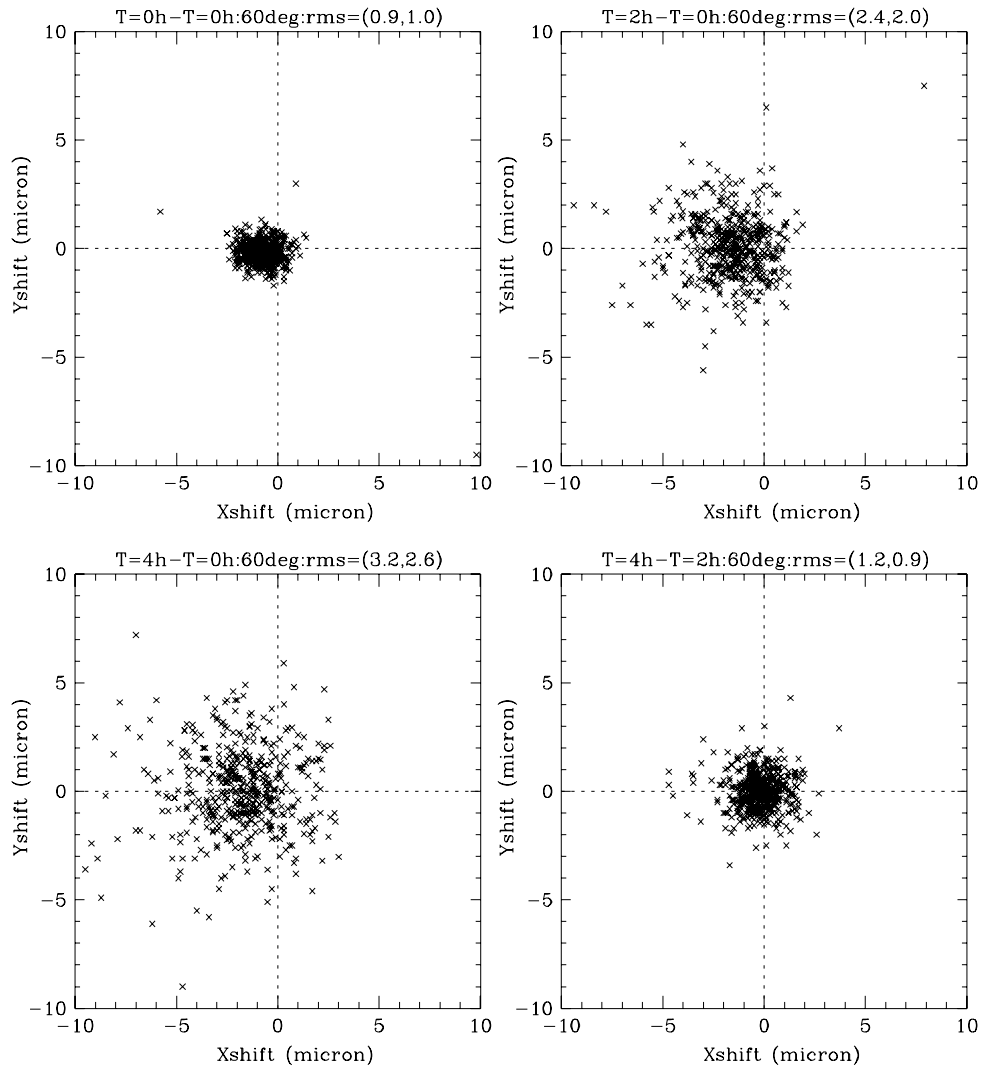 T=0h−T=0h:60deg:rms=(0.9,1.0)
10
5
0
−5
−10
−10 −5 0 5 10
Yshift (micron)
Xshift (micron)
T=2h−T=0h:60deg:rms=(2.4,2.0)
10
5
0
−5
−10
−10 −5 0 5 10
Yshift (micron)
Xshift (micron)
T=4h−T=0h:60deg:rms=(3.2,2.6)
10
5
0
−5
−10
−10 −5 0 5 10
Yshift (micron)
Xshift (micron)
T=4h−T=2h:60deg:rms=(1.2,0.9)
10
5
0
−5
−10
−10 −5 0 5 10
Yshift (micron)
Xshift (micron)